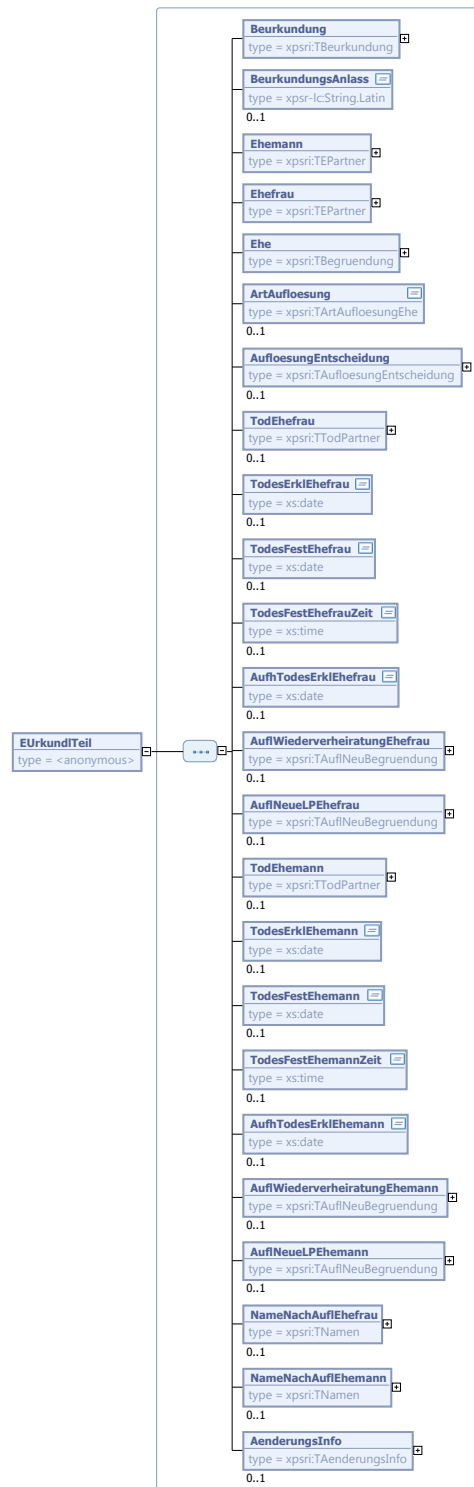 Beurkundung
type = xpsri:TBeurkundung
BeurkundungsAnlass
type = xpsr-lc:String.Latin
0..1
Ehemann
type = xpsri:TEPartner
Ehefrau
type = xpsri:TEPartner
Ehe
type = xpsri:TBegruendung
ArtAufloesung
type = xpsri:TArtAufloesungEhe
0..1
AufloesungEntscheidung
type = xpsri:TAufloesungEntscheidung
0..1
TodEhefrau
type = xpsri:TTodPartner
0..1
TodesErklEhefrau
type = xs:date
0..1
TodesFestEhefrau
type = xs:date
0..1
TodesFestEhefrauZeit
type = xs:time
0..1
AufhTodesErklEhefrau
type = xs:date
0..1
EUrkundlTeil
type = <anonymous>
AuflWiederverheiratungEhefrau
type = xpsri:TAuflNeuBegruendung
0..1
AuflNeueLPEhefrau
type = xpsri:TAuflNeuBegruendung
0..1
TodEhemann
type = xpsri:TTodPartner
0..1
TodesErklEhemann
type = xs:date
0..1
TodesFestEhemann
type = xs:date
0..1
TodesFestEhemannZeit
type = xs:time
0..1
AufhTodesErklEhemann
type = xs:date
0..1
AuflWiederverheiratungEhemann
type = xpsri:TAuflNeuBegruendung
0..1
AuflNeueLPEhemann
type = xpsri:TAuflNeuBegruendung
0..1
NameNachAuflEhefrau
type = xpsri:TNamen
0..1
NameNachAuflEhemann
type = xpsri:TNamen
0..1
AenderungsInfo
type = xpsri:TAenderungsInfo
0..1